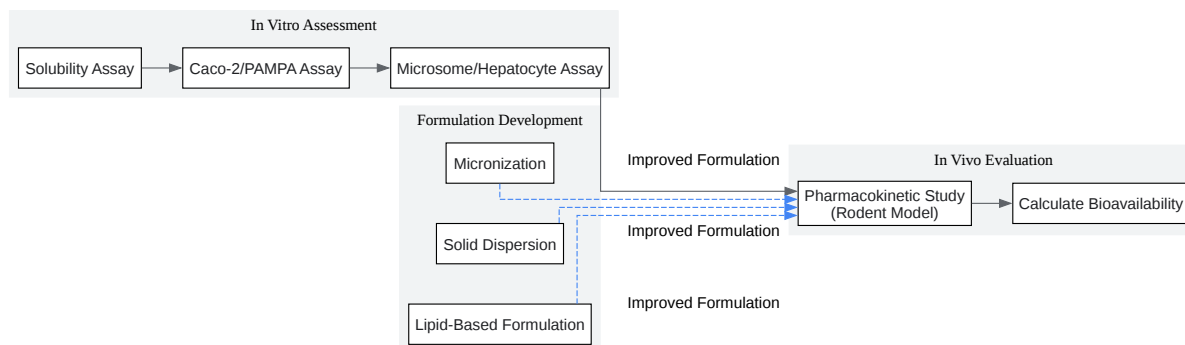 In Vitro Assessment
Solubility Assay
Caco-2/PAMPA Assay
Microsome/Hepatocyte Assay
Formulation Development
Micronization
Solid Dispersion
Lipid-Based Formulation
Improved Formulation
Improved Formulation
Improved Formulation
In Vivo Evaluation
Pharmacokinetic Study
(Rodent Model)
Calculate Bioavailability